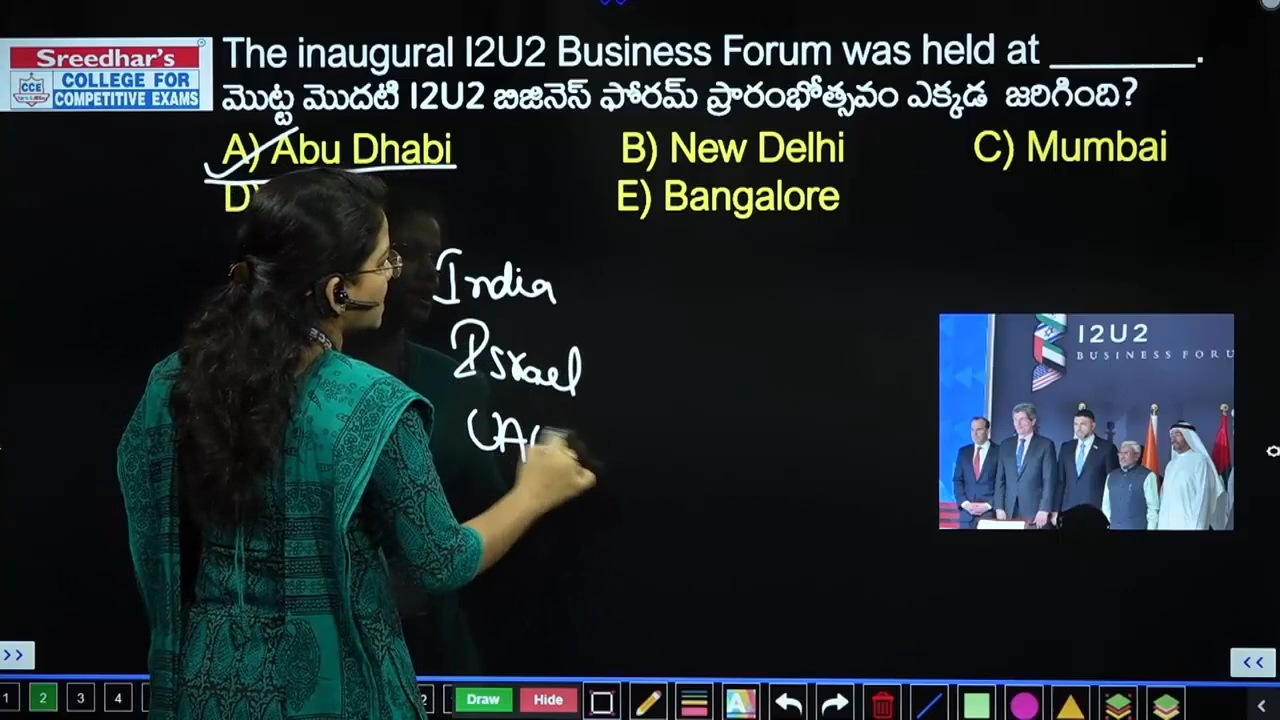 Sreedhar's
CCE
COLLEGE FOR
COMPETITIVE EXAMS
The inaugural I2U2 Business Forum was held at ______.
మొట్ట మొదటి I2U2 బిజినెస్ ఫోరమ్ ప్రారంభోత్సవం ఎక్కడ జరిగింది?
A) Abu Dhabi B) New Delhi C) Mumbai
D) E) Bangalore
India
Israel
I2U2
BUSINESS FORU
>>
<<
1 2 3 4 2 Draw Hide A